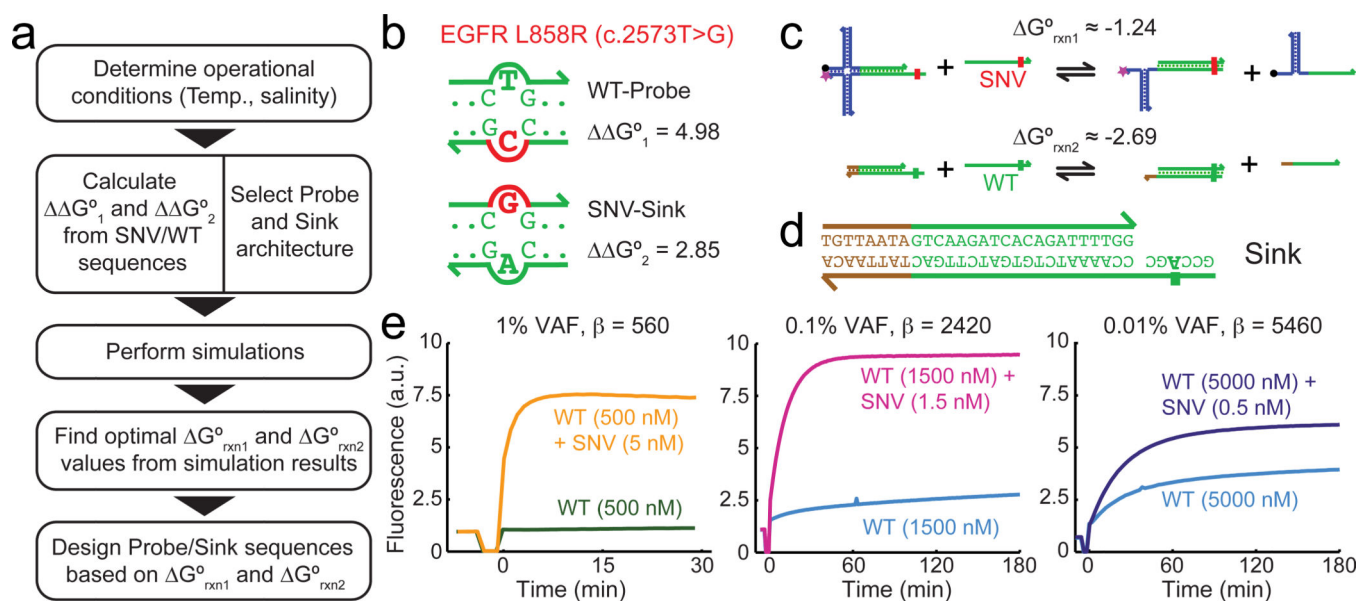 a
Determine operational
conditions (Temp., salinity)
Calculate
ΔΔG°₁ and ΔΔG°₂
from SNV/WT
sequences
Select Probe
and Sink
architecture
Perform simulations
Find optimal ΔG°rxn1 and ΔG°rxn2
values from simulation results
Design Probe/Sink sequences
based on ΔG°rxn1 and ΔG°rxn2
b
EGFR L858R (c.2573T>G)
T
C G
G C
C
WT-Probe
ΔΔG°₁ = 4.98
G
C G
G C
A
SNV-Sink
ΔΔG°₂ = 2.85
c
ΔG°rxn1 ≈ -1.24
+ SNV +
ΔG°rxn2 ≈ -2.69
+ WT +
d
TGTTAATAGTCAAGATCACAGATTTTGG
GCCAGC CCAAAATCTGTGATCTTGACTATTAACA
Sink
e
Fluorescence (a.u.)
1% VAF, β = 560
10
7.5
5
2.5
0
WT (500 nM)
+ SNV (5 nM)
WT (500 nM)
0 15 30
Time (min)
0.1% VAF, β = 2420
10
7.5
5
2.5
0
WT (1500 nM) +
SNV (1.5 nM)
WT (1500 nM)
0 60 120 180
Time (min)
0.01% VAF, β = 5460
10
7.5
5
2.5
0
WT (5000 nM) +
SNV (0.5 nM)
WT (5000 nM)
0 60 120 180
Time (min)